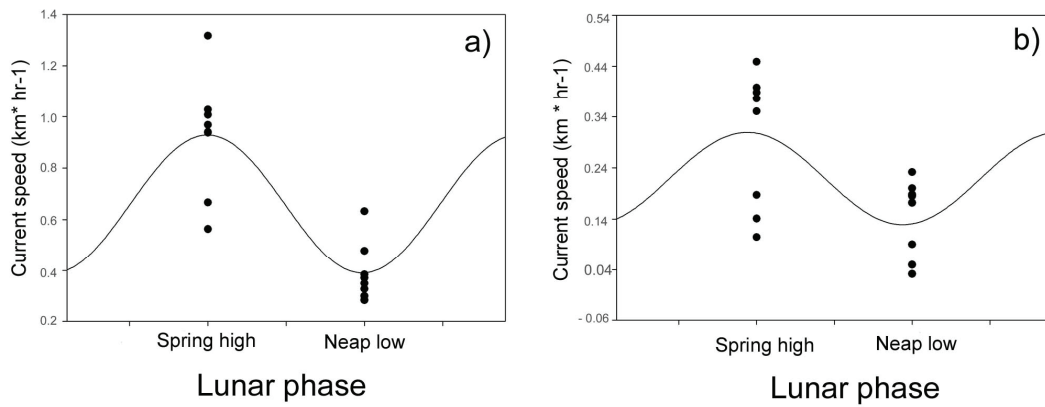 a)
Current speed (km* hr-1)
1.4
1.2
1.0
0.8
0.6
0.4
0.2
Spring high
Neap low
Lunar phase
b)
Current speed (km * hr-1)
0.54
0.44
0.34
0.24
0.14
0.04
- 0.06
Spring high
Neap low
Lunar phase